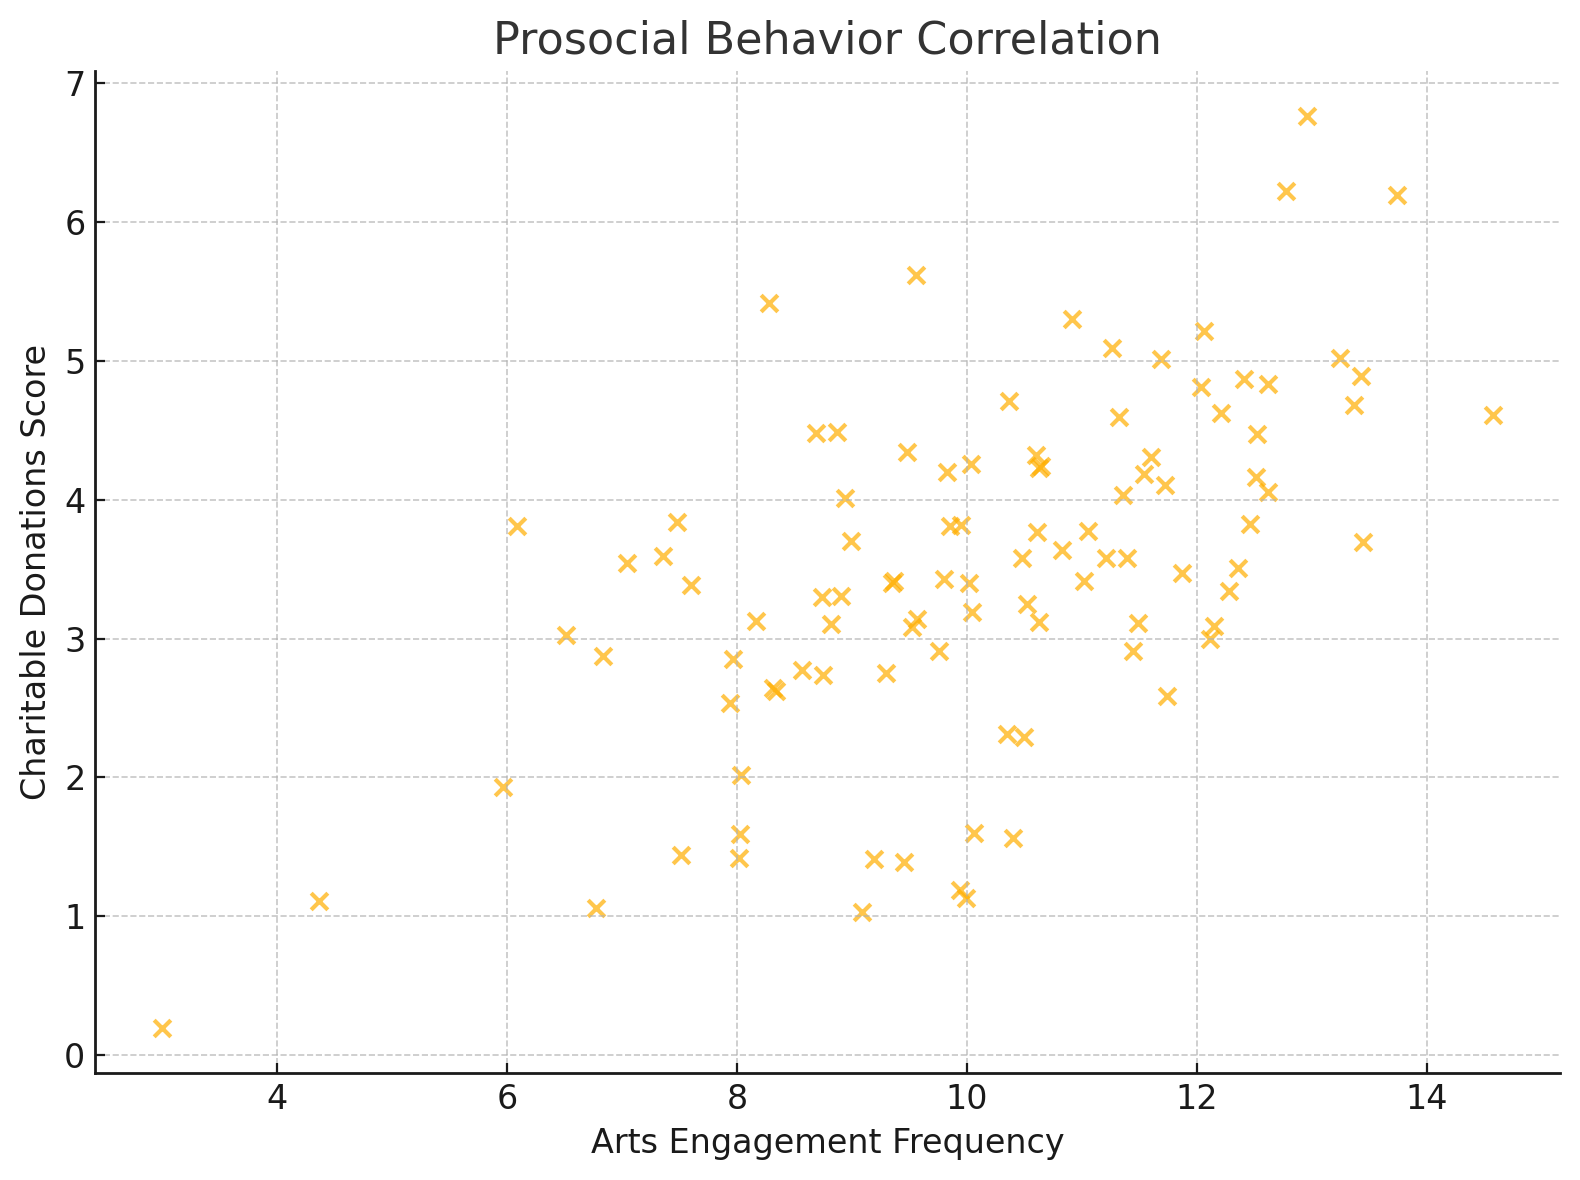 Prosocial Behavior Correlation
7
6
5
4
3
2
1
0
Charitable Donations Score
4 6 8 10 12 14
Arts Engagement Frequency